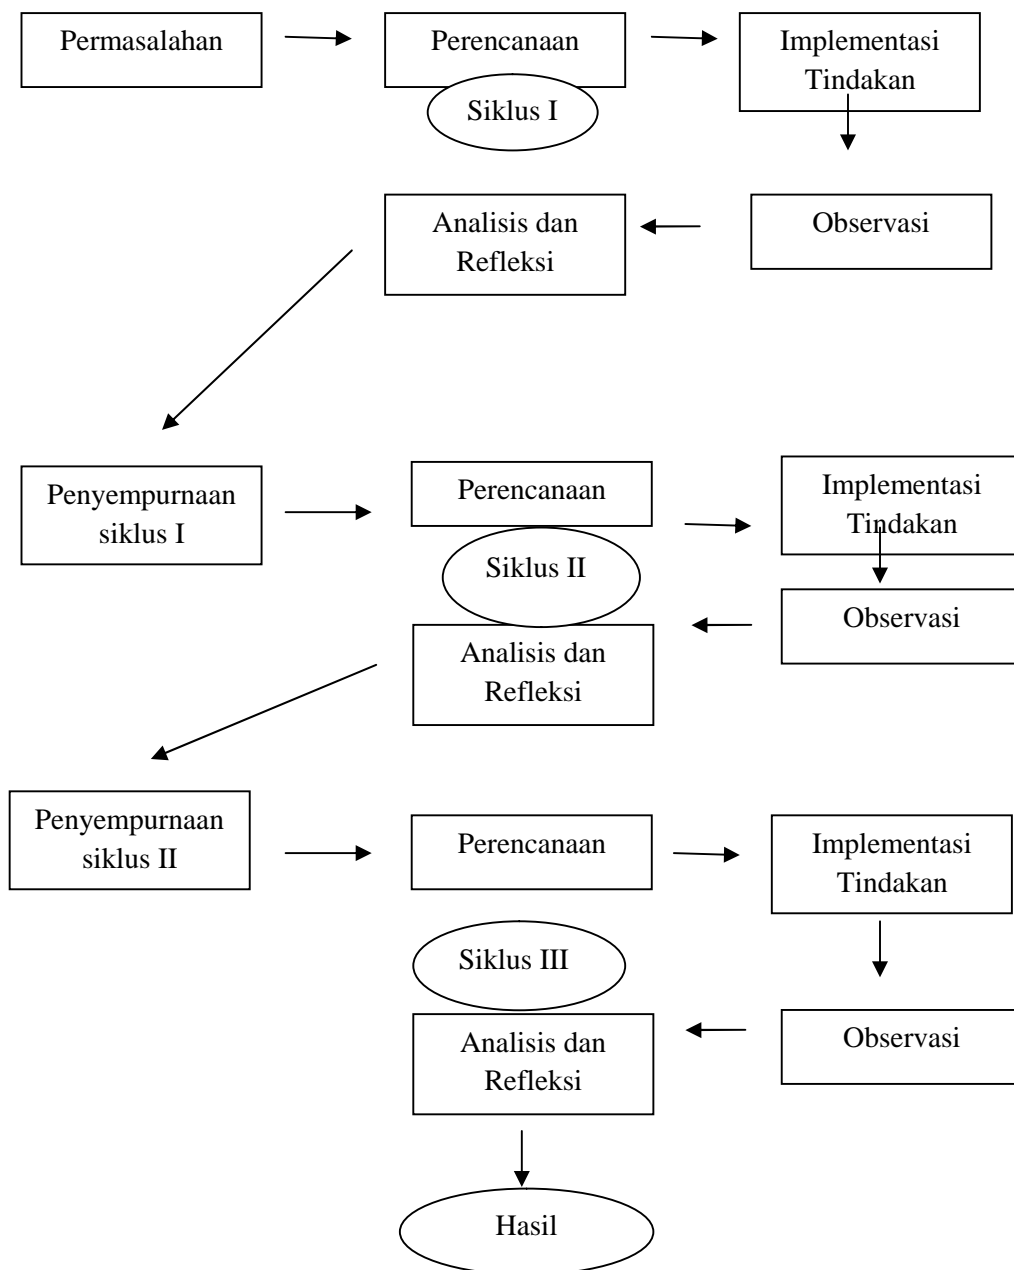 Permasalahan
Perencanaan
Implementasi
Tindakan
Siklus I
Analisis dan
Refleksi
Observasi
Penyempurnaan
siklus I
Perencanaan
Implementasi
Tindakan
Siklus II
Observasi
Analisis dan
Refleksi
Penyempurnaan
siklus II
Perencanaan
Implementasi
Tindakan
Siklus III
Analisis dan
Refleksi
Observasi
Hasil